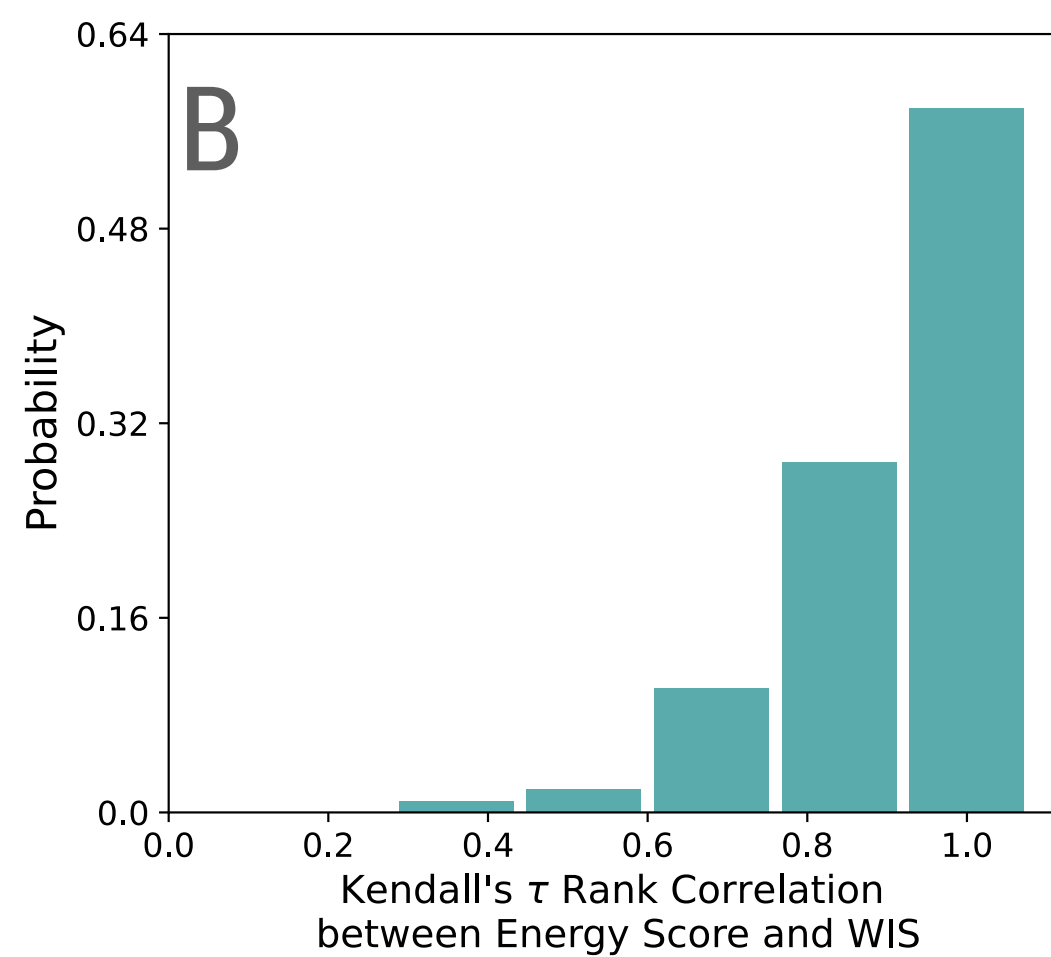 0.64
B
0.48
0.32
0.16
0.0
Probability
0.0 0.2 0.4 0.6 0.8 1.0
Kendall's τ Rank Correlation
between Energy Score and WIS